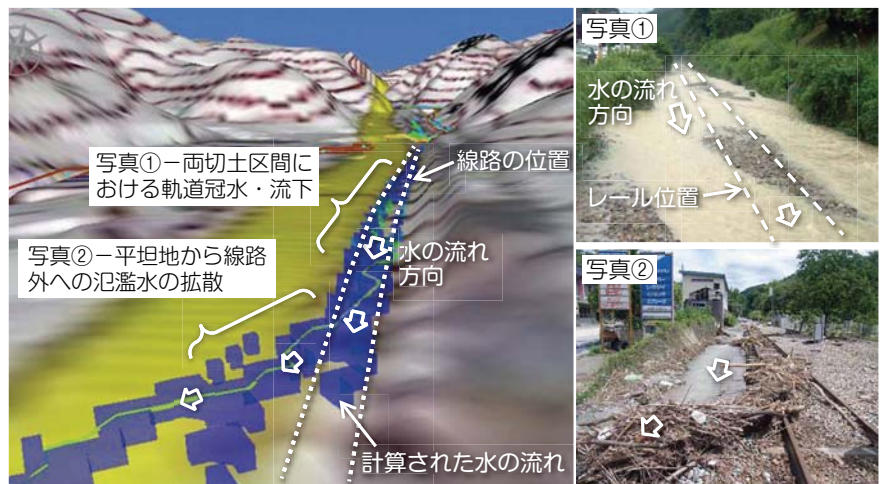 写真①−両切土区間に
おける軌道冠水・流下
線路の位置
写真②−平坦地から線路
外への氾濫水の拡散
水の流れ
方向
計算された水の流れ
写真①
水の流れ
方向
レール位置
写真②